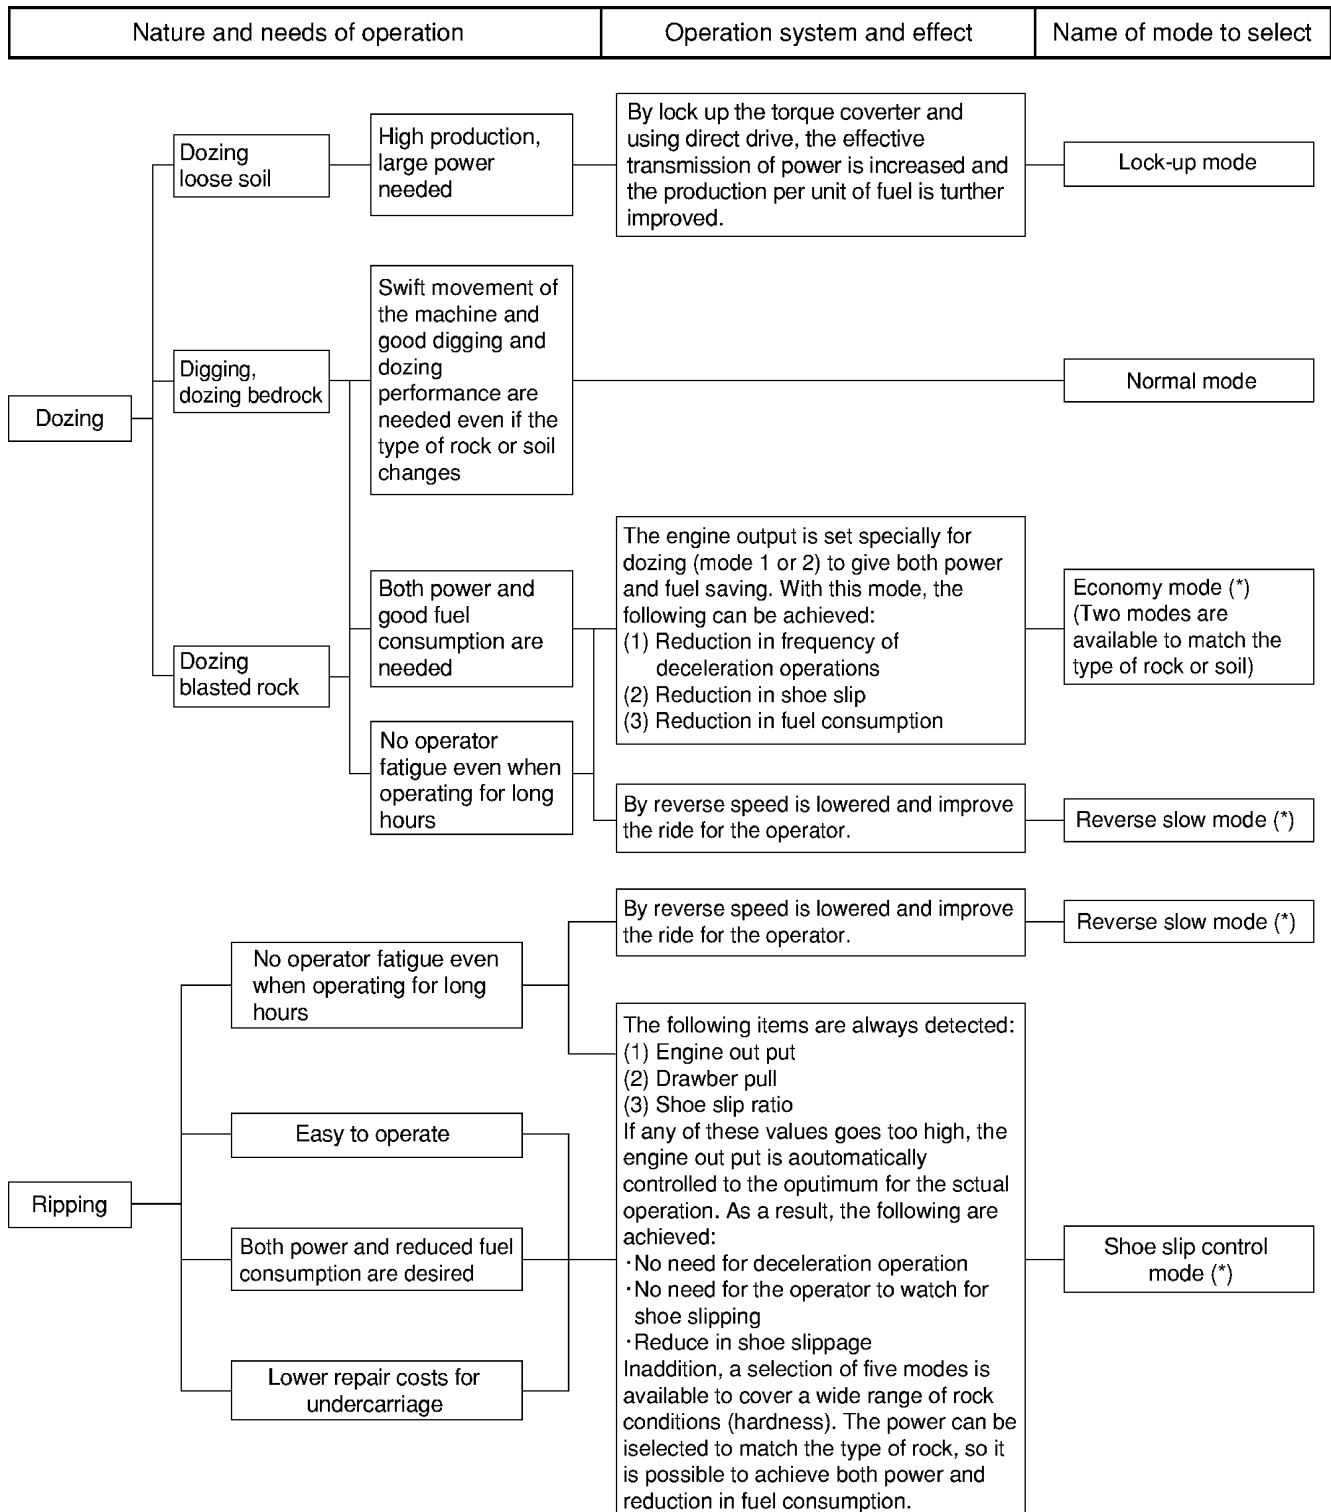 Nature and needs of operation
Operation system and effect
Name of mode to select
Dozing
Dozing
loose soil
High production,
large power
needed
By lock up the torque coverter and
using direct drive, the effective
transmission of power is increased and
the production per unit of fuel is turther
improved.
Lock-up mode
Digging,
dozing bedrock
Swift movement of
the machine and
good digging and
dozing
performance are
needed even if the
type of rock or soil
changes
Normal mode
Dozing
blasted rock
Both power and
good fuel
consumption are
needed
The engine output is set specially for
dozing (mode 1 or 2) to give both power
and fuel saving. With this mode, the
following can be achieved:
(1) Reduction in frequency of
deceleration operations
(2) Reduction in shoe slip
(3) Reduction in fuel consumption
Economy mode (*)
(Two modes are
available to match the
type of rock or soil)
No operator
fatigue even when
operating for long
hours
By reverse speed is lowered and improve
the ride for the operator.
Reverse slow mode (*)
Ripping
No operator fatigue even
when operating for long
hours
By reverse speed is lowered and improve
the ride for the operator.
Reverse slow mode (*)
Easy to operate
Both power and reduced fuel
consumption are desired
Lower repair costs for
undercarriage
The following items are always detected:
(1) Engine out put
(2) Drawber pull
(3) Shoe slip ratio
If any of these values goes too high, the
engine out put is aoutomatically
controlled to the oputimum for the sctual
operation. As a result, the following are
achieved:
·No need for deceleration operation
·No need for the operator to watch for
shoe slipping
·Reduce in shoe slippage
Inaddition, a selection of five modes is
available to cover a wide range of rock
conditions (hardness). The power can be
iselected to match the type of rock, so it
is possible to achieve both power and
reduction in fuel consumption.
Shoe slip control
mode (*)